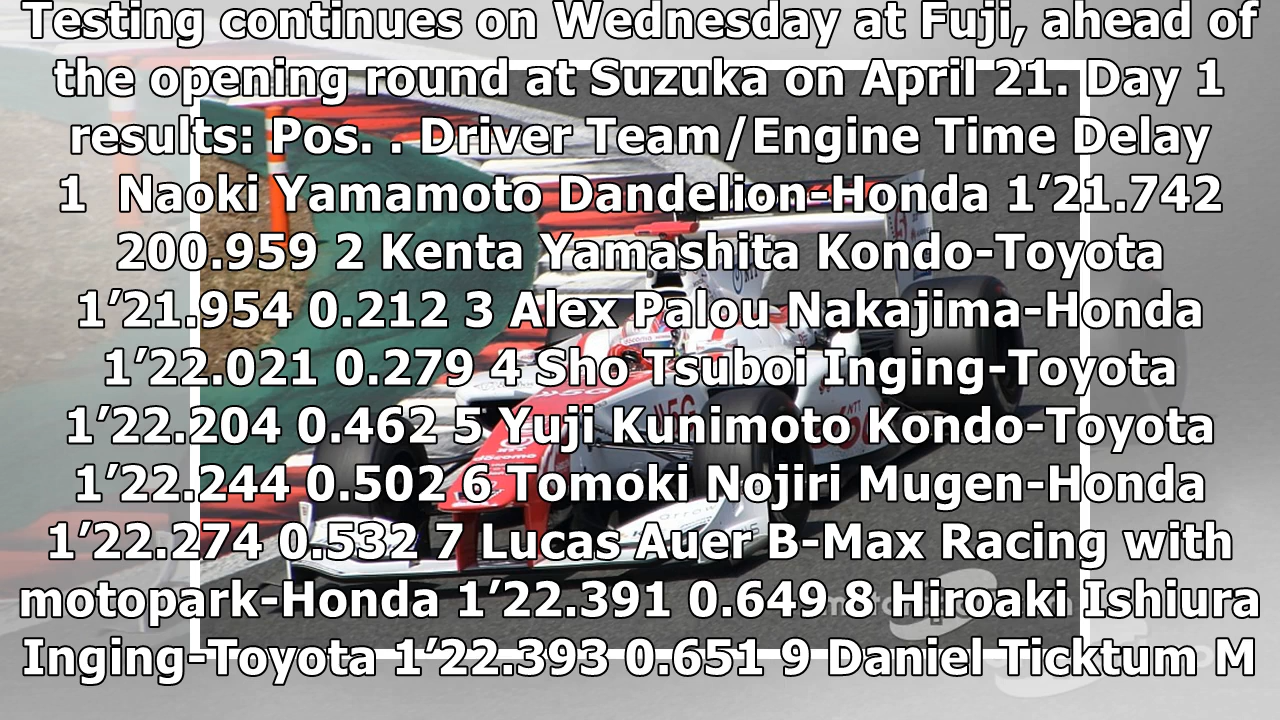 Testing continues on Wednesday at Fuji, ahead of
the opening round at Suzuka on April 21. Day 1
results: Pos. . Driver Team/Engine Time Delay
1  Naoki Yamamoto Dandelion-Honda 1’21.742
200.959 2 Kenta Yamashita Kondo-Toyota
1’21.954 0.212 3 Alex Palou Nakajima-Honda
1’22.021 0.279 4 Sho Tsuboi Inging-Toyota
1’22.204 0.462 5 Yuji Kunimoto Kondo-Toyota
1’22.244 0.502 6 Tomoki Nojiri Mugen-Honda
1’22.274 0.532 7 Lucas Auer B-Max Racing with
motopark-Honda 1’22.391 0.649 8 Hiroaki Ishiura
Inging-Toyota 1’22.393 0.651 9 Daniel Ticktum M
5G
docomo